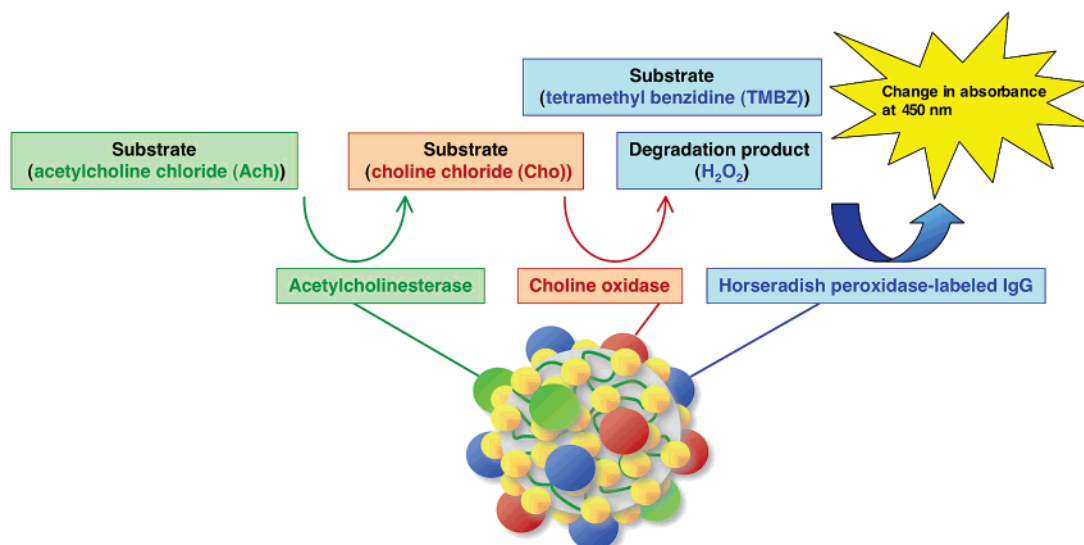 Substrate
(tetramethyl benzidine (TMBZ))
Change in absorbance
at 450 nm
Substrate
(acetylcholine chloride (Ach))
Substrate
(choline chloride (Cho))
Degradation product
(H₂O₂)
Acetylcholinesterase
Choline oxidase
Horseradish peroxidase-labeled IgG